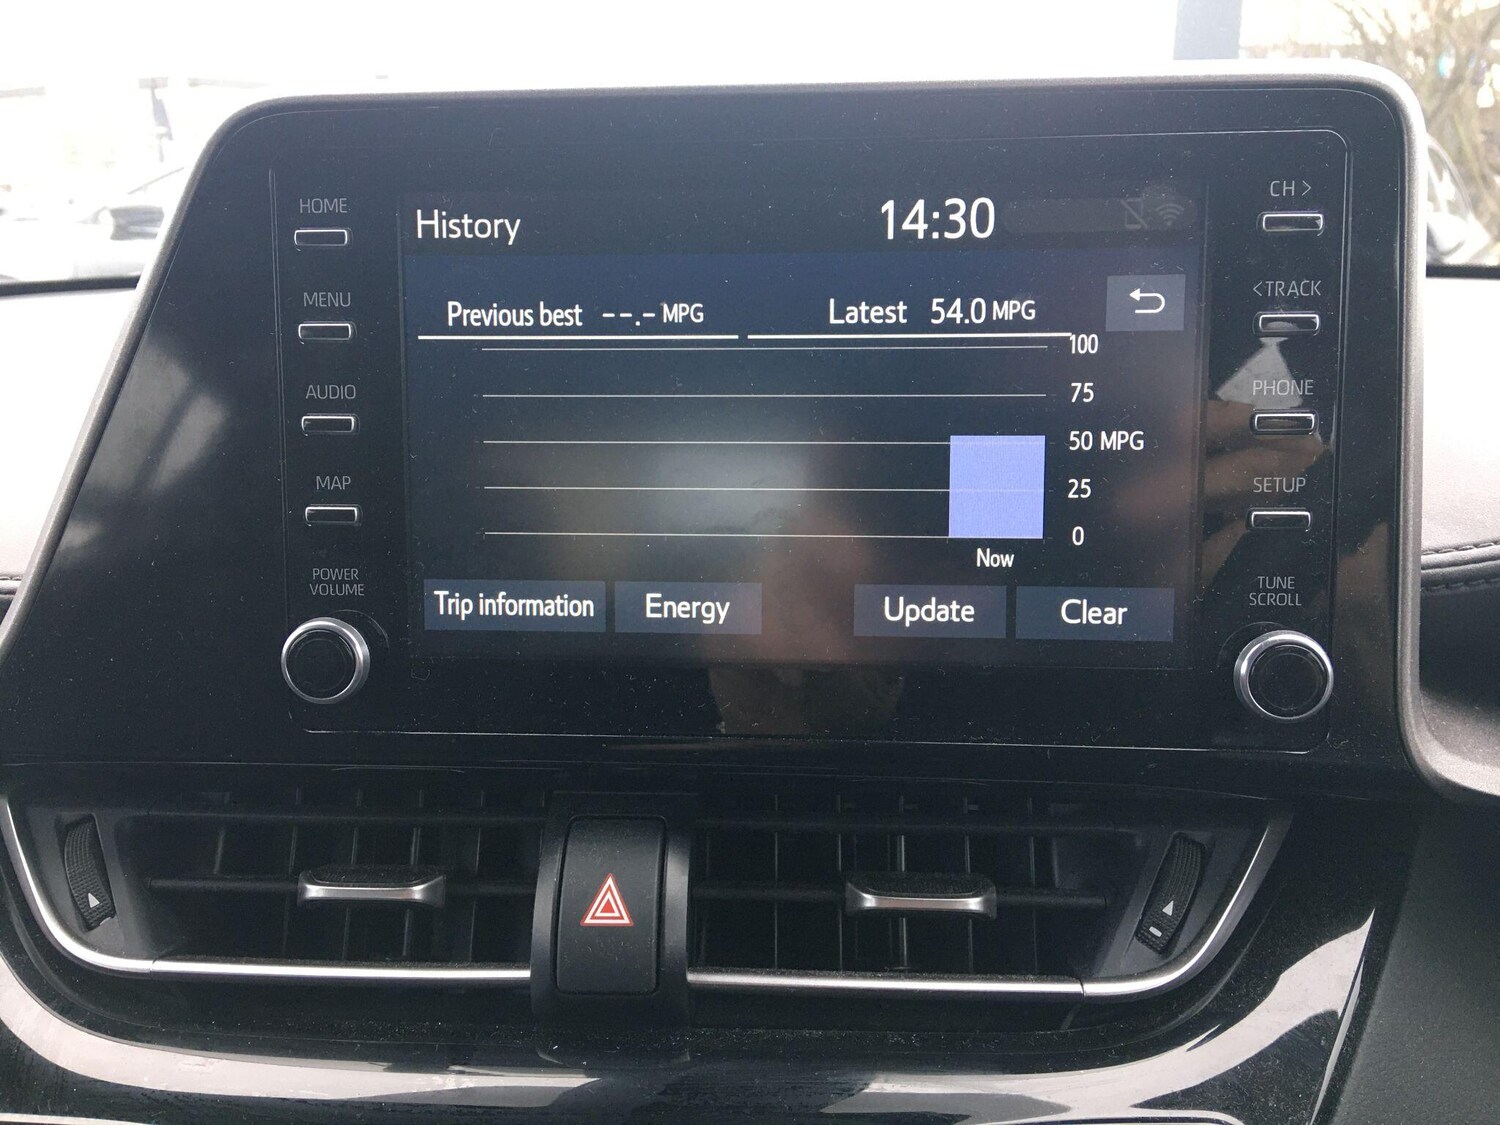 HOME
MENU
AUDIO
MAP
POWER
VOLUME
History 14:30
Previous best --.- MPG Latest 54.0 MPG
100
75
50 MPG
25
0
Now
Trip information Energy Update Clear
CH >
< TRACK
PHONE
SETUP
TUNE
SCROLL